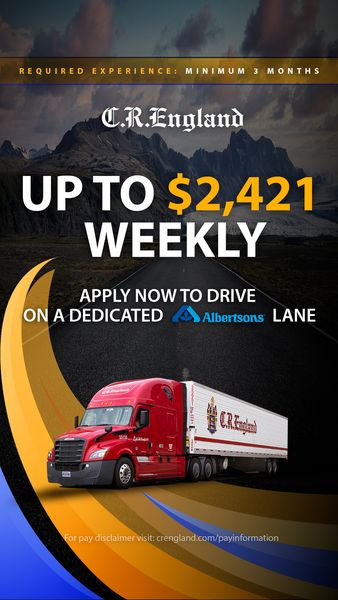 REQUIRED EXPERIENCE: MINIMUM 3 MONTHS
C.R.England
UP TO $2,421
WEEKLY
APPLY NOW TO DRIVE
ON A DEDICATED Albertsons LANE
C.R.England
For pay disclaimer visit: crengland.com/payinformation